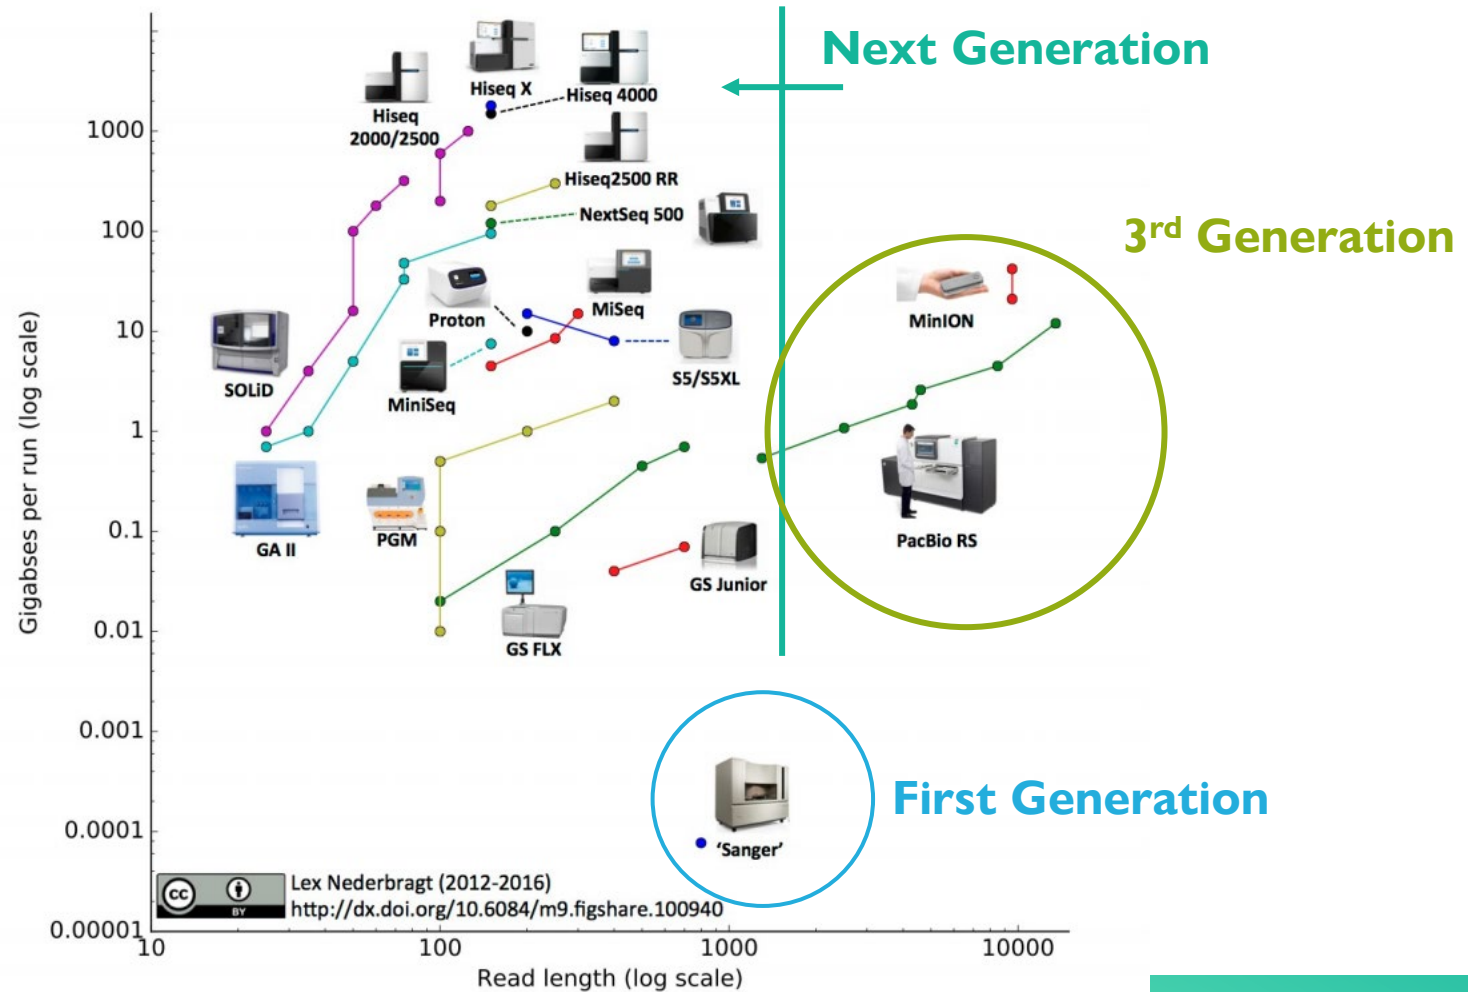 Next Generation
Hiseq X
Hiseq 4000
Hiseq
2000/2500
1000
Hiseq2500 RR
NextSeq 500
100
3rd Generation
MiSeq
Proton
MinION
10
S5/S5XL
SOLiD
MiniSeq
1
Gigabses per run (log scale)
0.1
PGM
GA II
PacBio RS
GS Junior
0.01
GS FLX
0.001
First Generation
0.0001
'Sanger'
cc
BY
Lex Nederbragt (2012-2016)
http://dx.doi.org/10.6084/m9.figshare.100940
0.00001
10
100
1000
10000
Read length (log scale)